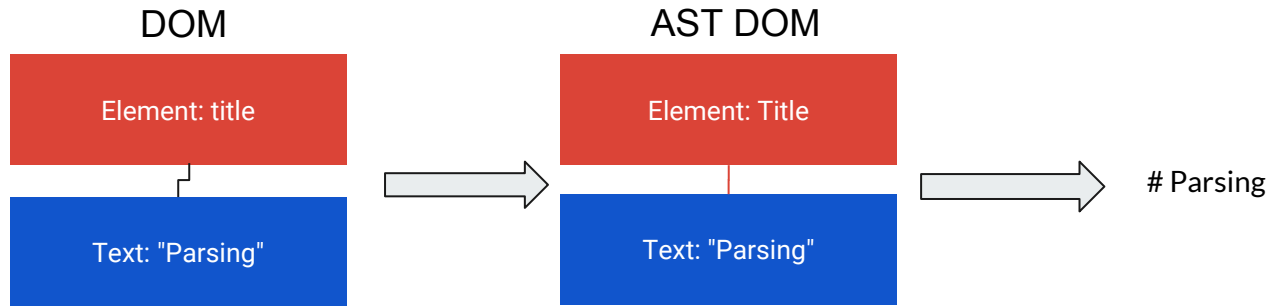 DOM
Element: title
Text: "Parsing"
AST DOM
Element: Title
Text: "Parsing"
# Parsing